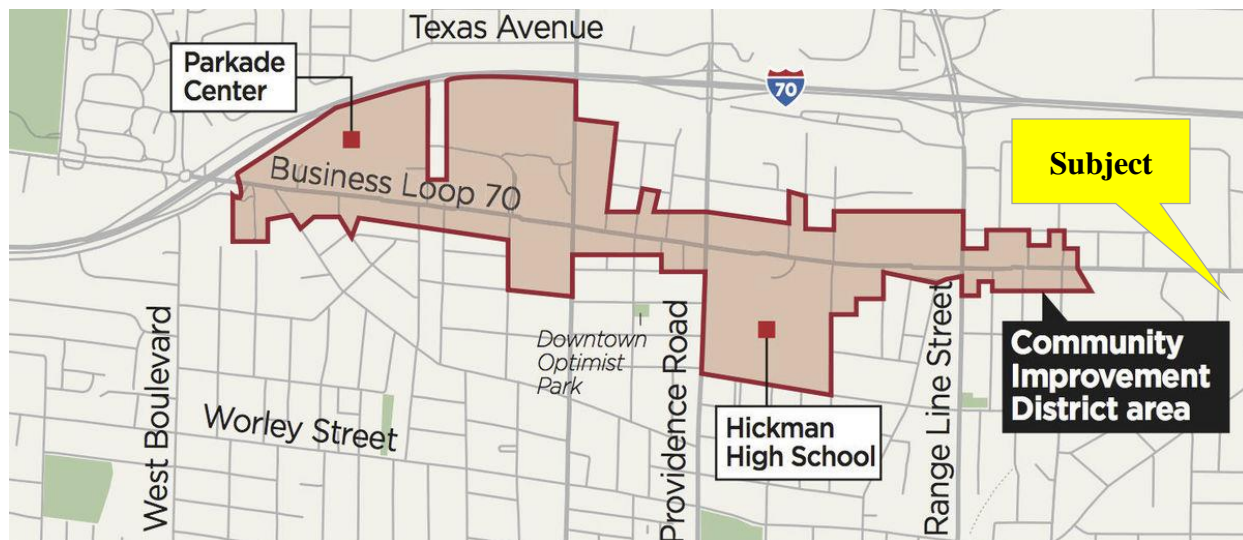 Texas Avenue
Parkade
Center
70
Subject
Business Loop 70
West Boulevard
Downtown
Optimist
Park
Providence Road
Range Line Street
Community
Improvement
District area
Worley Street
Hickman
High School